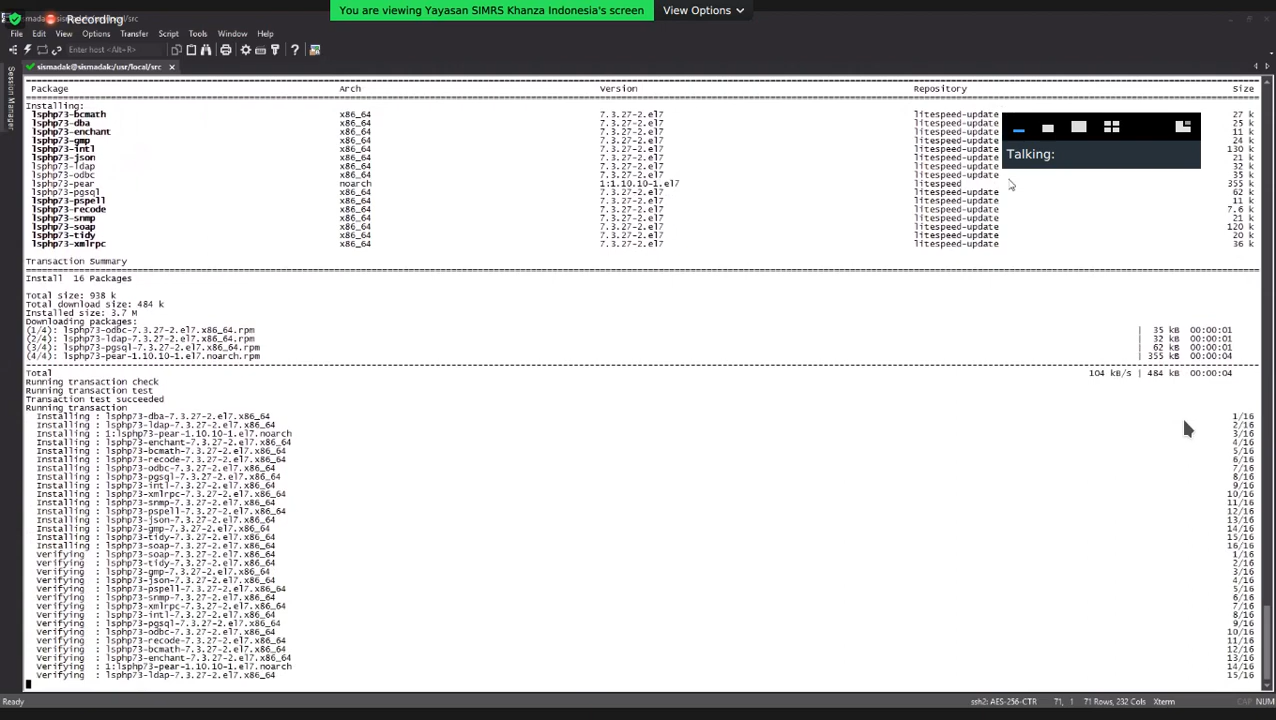 You are viewing Yayasan SIMRS Khanza Indonesia's screen View Options
Recording
File Edit View Options Transfer Script Tools Window Help
Enter host <Alt+R>
sismadak@sismadak:/usr/local/src
Session Manager
Package Arch Version Repository Size
Installing:
lsphp73-bcmath x86_64 7.3.27-2.el7 litespeed-update 27 k
lsphp73-dba x86_64 7.3.27-2.el7 litespeed-update 25 k
lsphp73-enchant x86_64 7.3.27-2.el7 litespeed-update 11 k
lsphp73-gmp x86_64 7.3.27-2.el7 litespeed-update 24 k
lsphp73-intl x86_64 7.3.27-2.el7 litespeed-update 130 k
lsphp73-json x86_64 7.3.27-2.el7 litespeed-update 21 k
lsphp73-ldap x86_64 7.3.27-2.el7 litespeed-update 32 k
lsphp73-odbc x86_64 7.3.27-2.el7 litespeed-update 35 k
lsphp73-pear noarch 1:1.10.10-1.el7 litespeed 355 k
lsphp73-pgsql x86_64 7.3.27-2.el7 litespeed-update 62 k
lsphp73-pspell x86_64 7.3.27-2.el7 litespeed-update 11 k
lsphp73-recode x86_64 7.3.27-2.el7 litespeed-update 7.6 k
lsphp73-snmp x86_64 7.3.27-2.el7 litespeed-update 21 k
lsphp73-soap x86_64 7.3.27-2.el7 litespeed-update 120 k
lsphp73-tidy x86_64 7.3.27-2.el7 litespeed-update 20 k
lsphp73-xmlrpc x86_64 7.3.27-2.el7 litespeed-update 36 k
Talking:
Transaction Summary
Install 16 Packages
Total size: 938 k
Total download size: 484 k
Installed size: 3.7 M
Downloading packages:
(1/4): lsphp73-odbc-7.3.27-2.el7.x86_64.rpm | 35 kB 00:00:01
(2/4): lsphp73-ldap-7.3.27-2.el7.x86_64.rpm | 32 kB 00:00:01
(3/4): lsphp73-pgsql-7.3.27-2.el7.x86_64.rpm | 62 kB 00:00:01
(4/4): lsphp73-pear-1.10.10-1.el7.noarch.rpm | 355 kB 00:00:04
Total 104 kB/s | 484 kB 00:00:04
Running transaction check
Running transaction test
Transaction test succeeded
Running transaction
Installing : lsphp73-dba-7.3.27-2.el7.x86_64 1/16
Installing : lsphp73-ldap-7.3.27-2.el7.x86_64 2/16
Installing : 1:lsphp73-pear-1.10.10-1.el7.noarch 3/16
Installing : lsphp73-enchant-7.3.27-2.el7.x86_64 4/16
Installing : lsphp73-bcmath-7.3.27-2.el7.x86_64 5/16
Installing : lsphp73-recode-7.3.27-2.el7.x86_64 6/16
Installing : lsphp73-odbc-7.3.27-2.el7.x86_64 7/16
Installing : lsphp73-pgsql-7.3.27-2.el7.x86_64 8/16
Installing : lsphp73-intl-7.3.27-2.el7.x86_64 9/16
Installing : lsphp73-xmlrpc-7.3.27-2.el7.x86_64 10/16
Installing : lsphp73-snmp-7.3.27-2.el7.x86_64 11/16
Installing : lsphp73-pspell-7.3.27-2.el7.x86_64 12/16
Installing : lsphp73-json-7.3.27-2.el7.x86_64 13/16
Installing : lsphp73-gmp-7.3.27-2.el7.x86_64 14/16
Installing : lsphp73-tidy-7.3.27-2.el7.x86_64 15/16
Installing : lsphp73-soap-7.3.27-2.el7.x86_64 16/16
Verifying : lsphp73-soap-7.3.27-2.el7.x86_64 1/16
Verifying : lsphp73-tidy-7.3.27-2.el7.x86_64 2/16
Verifying : lsphp73-gmp-7.3.27-2.el7.x86_64 3/16
Verifying : lsphp73-json-7.3.27-2.el7.x86_64 4/16
Verifying : lsphp73-pspell-7.3.27-2.el7.x86_64 5/16
Verifying : lsphp73-snmp-7.3.27-2.el7.x86_64 6/16
Verifying : lsphp73-xmlrpc-7.3.27-2.el7.x86_64 7/16
Verifying : lsphp73-intl-7.3.27-2.el7.x86_64 8/16
Verifying : lsphp73-pgsql-7.3.27-2.el7.x86_64 9/16
Verifying : lsphp73-odbc-7.3.27-2.el7.x86_64 10/16
Verifying : lsphp73-recode-7.3.27-2.el7.x86_64 11/16
Verifying : lsphp73-bcmath-7.3.27-2.el7.x86_64 12/16
Verifying : lsphp73-enchant-7.3.27-2.el7.x86_64 13/16
Verifying : 1:lsphp73-pear-1.10.10-1.el7.noarch 14/16
Verifying : lsphp73-ldap-7.3.27-2.el7.x86_64 15/16
Ready ssh2: AES-256-CTR 71, 1 71 Rows, 232 Cols Xterm CAP NUM